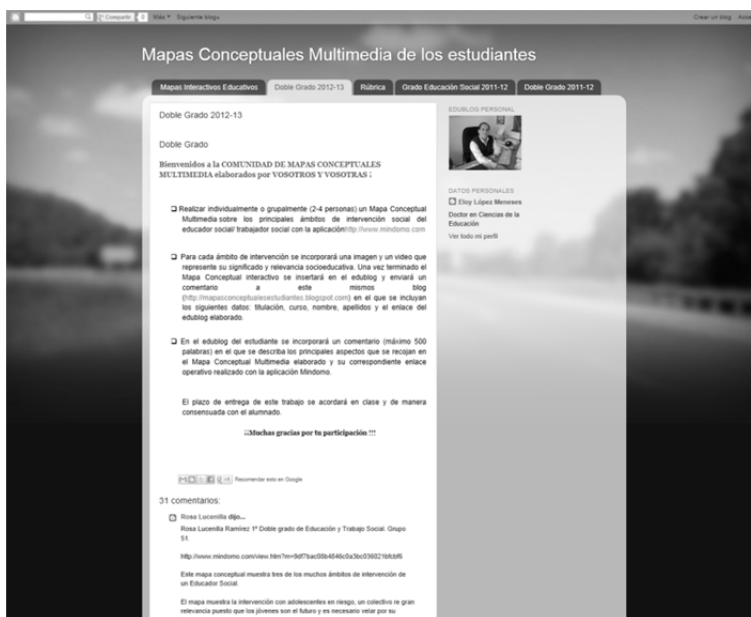 Compartir 0 Más Siguiente blog» Crear un blog
Mapas Conceptuales Multimedia de los estudiantes
Mapas Interactivos Educativos Doble Grado 2012-13 Rúbrica Grado Educación Social 2011-12 Doble Grado 2011-12
Doble Grado 2012-13
Doble Grado
Bienvenidos a la COMUNIDAD DE MAPAS CONCEPTUALES
MULTIMEDIA elaborados por VOSOTROS Y VOSOTRAS :
Realizar individualmente o grupalmente (2-4 personas) un Mapa Conceptual
Multimedia sobre los principales ámbitos de intervención social del
educador social/ trabajador social con la aplicaciónhttp://www.mindomo.com
Para cada ámbito de intervención se incorporará una imagen y un video que
represente su significado y relevancia socioeducativa. Una vez terminado el
Mapa Conceptual interactivo se insertará en el edublog y enviará un
comentario a este mismos blog
(http://mapasconceptualesestudiantes.blogspot.com) en el que se incluyan
los siguientes datos: titulación, curso, nombre, apellidos y el enlace del
edublog elaborado.
En el edublog del estudiante se incorporará un comentario (máximo 500
palabras) en el que se describa los principales aspectos que se recojan en
el Mapa Conceptual Multimedia elaborado y su correspondiente enlace
operativo realizado con la aplicación Mindomo.
El plazo de entrega de este trabajo se acordará en clase y de manera
consensuada con el alumnado.
¡¡Muchas gracias por tu participación !!!
Recomendar esto en Google
31 comentarios:
Rosa Lucenilla dijo...
Rosa Lucenilla Ramírez 1º Doble grado de Educación y Trabajo Social. Grupo
51.
Este mapa conceptual muestra tres de los muchos ámbitos de intervención de
un Educador Social.
El mapa muestra la intervención con adolescentes en riesgo, un colectivo re gran
relevancia puesto que los jóvenes son el futuro y es necesario velar por su
EDUBLOG PERSONAL
DATOS PERSONALES
Eloy López Meneses
Doctor en Ciencias de la
Educación
Ver todo mi perfil